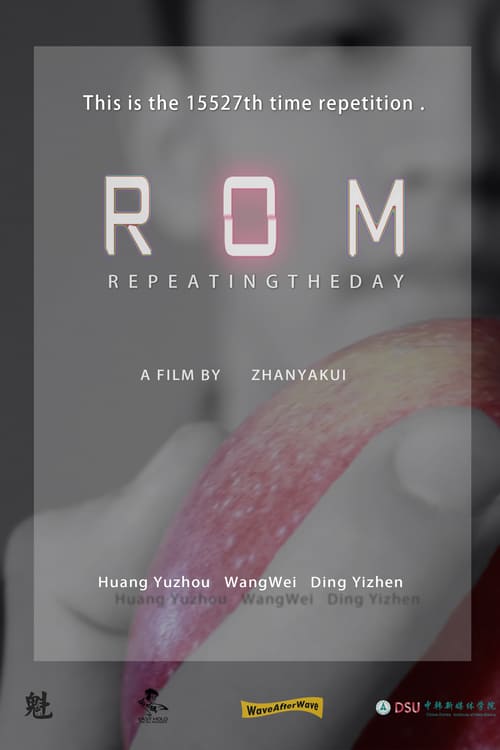 This is the 15527th time repetition .
ROM
REPEATINGTHEDAY
A FILM BY ZHANYAKUI
Huang Yuzhou WangWei Ding Yizhen
Huang Yuzhou WangWei Ding Yizhen
魁
WaveAfterWave
DSU 中韩新媒体学院